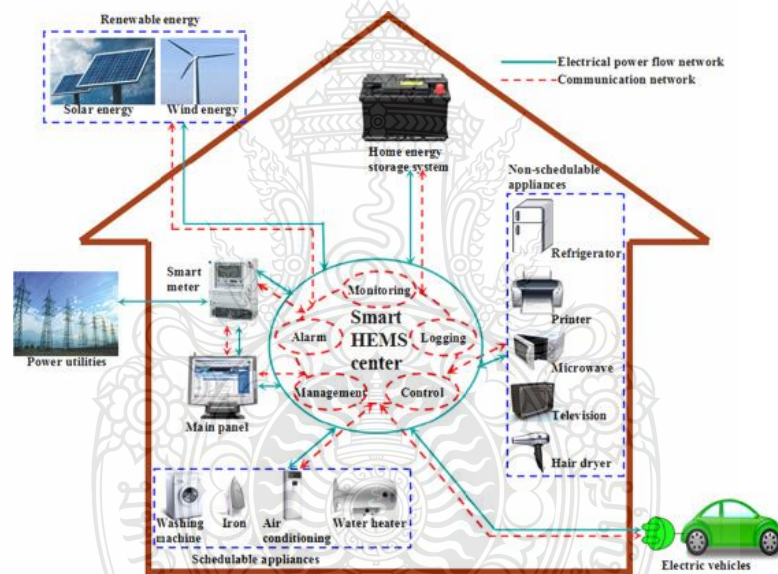 Renewable energy
Solar energy
Wind energy
Electrical power flow network
Communication network
Home energy
storage system
Non-schedulable
appliances
Refrigerator
Printer
Microwave
Television
Hair dryer
Smart
meter
Power utilities
Main panel
Monitoring
Alarm
Smart
HEMS
center
Logging
Management
Control
Washing
machine
Iron
Air
conditioning
Water heater
Schedulable appliances
Electric vehicles